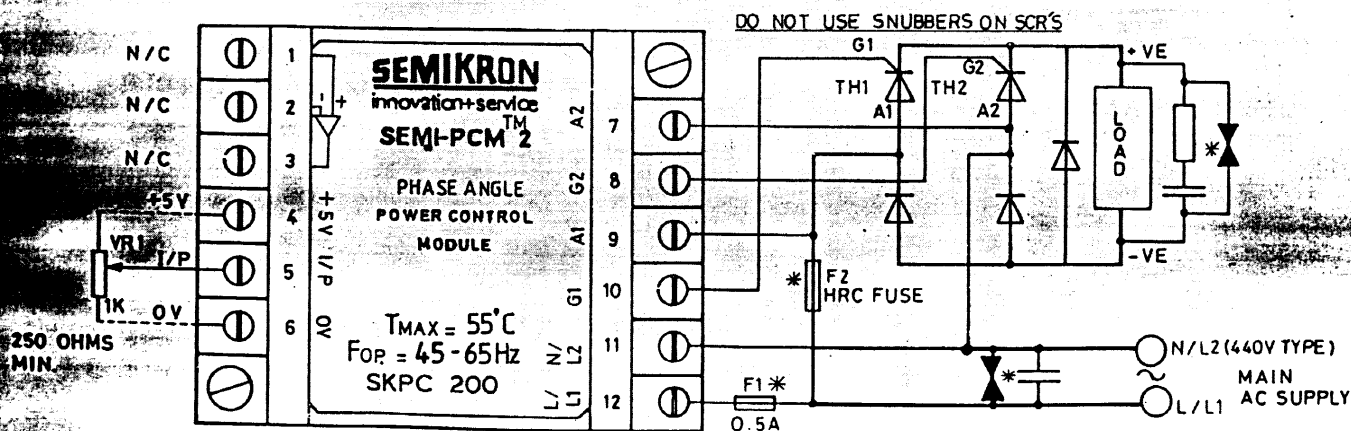 DO NOT USE SNUBBERS ON SCR'S
N/C
N/C
N/C
+5V
VR1
I/P
1K
0V
250 OHMS
MIN.
1
2
3
4
5
6
- +
+5V
I/P
0V
SEMIKRON
innovation+service
SEMI-PCM™ 2
PHASE ANGLE
POWER CONTROL
MODULE
TMAX = 55°C
FOP. = 45-65Hz
SKPC 200
A2
G2
A1
G1
N/
L2
L/
L1
7
8
9
10
11
12
G1
TH1
A1
G2
TH2
A2
+VE
LOAD
*
-VE
*
F2
HRC FUSE
F1 *
0.5A
*
N/L2 (440V TYPE)
~ MAIN
AC SUPPLY
L/L1